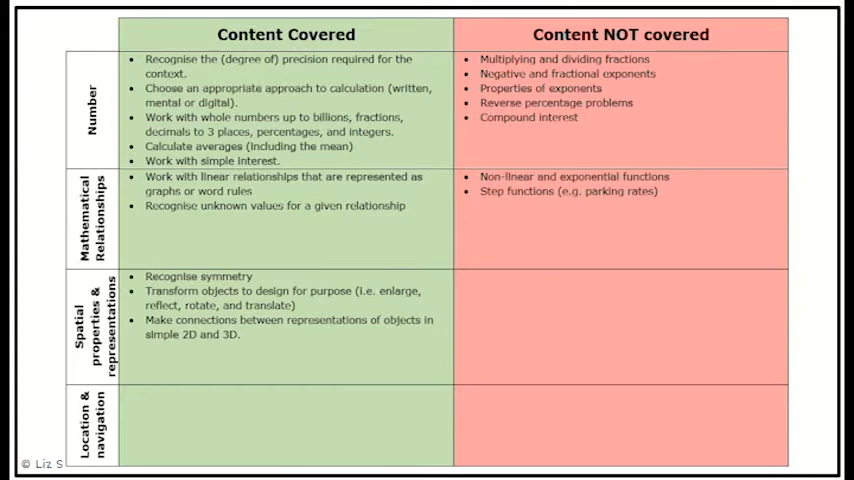 Content Covered
Content NOT covered
Number
• Recognise the (degree of) precision required for the
context.
• Choose an appropriate approach to calculation (written,
mental or digital).
• Work with whole numbers up to billions, fractions,
decimals to 3 places, percentages, and integers.
• Calculate averages (including the mean)
• Work with simple interest.
• Multiplying and dividing fractions
• Negative and fractional exponents
• Properties of exponents
• Reverse percentage problems
• Compound interest
Mathematical
Relationships
• Work with linear relationships that are represented as
graphs or word rules
• Recognise unknown values for a given relationship
• Non-linear and exponential functions
• Step functions (e.g. parking rates)
Spatial
properties &
representations
• Recognise symmetry
• Transform objects to design for purpose (i.e. enlarge,
reflect, rotate, and translate)
• Make connections between representations of objects in
simple 2D and 3D.
Location &
navigation
© Liz S